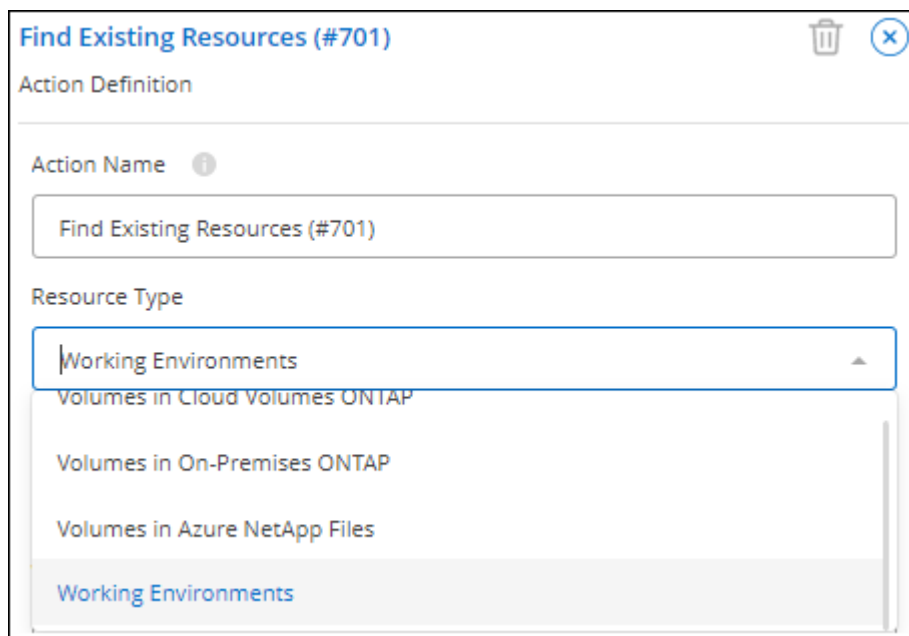 Find Existing Resources (#701)
Action Definition
Action Name
Find Existing Resources (#701)
Resource Type
Working Environments
Volumes in Cloud Volumes ONTAP
Volumes in On-Premises ONTAP
Volumes in Azure NetApp Files
Working Environments